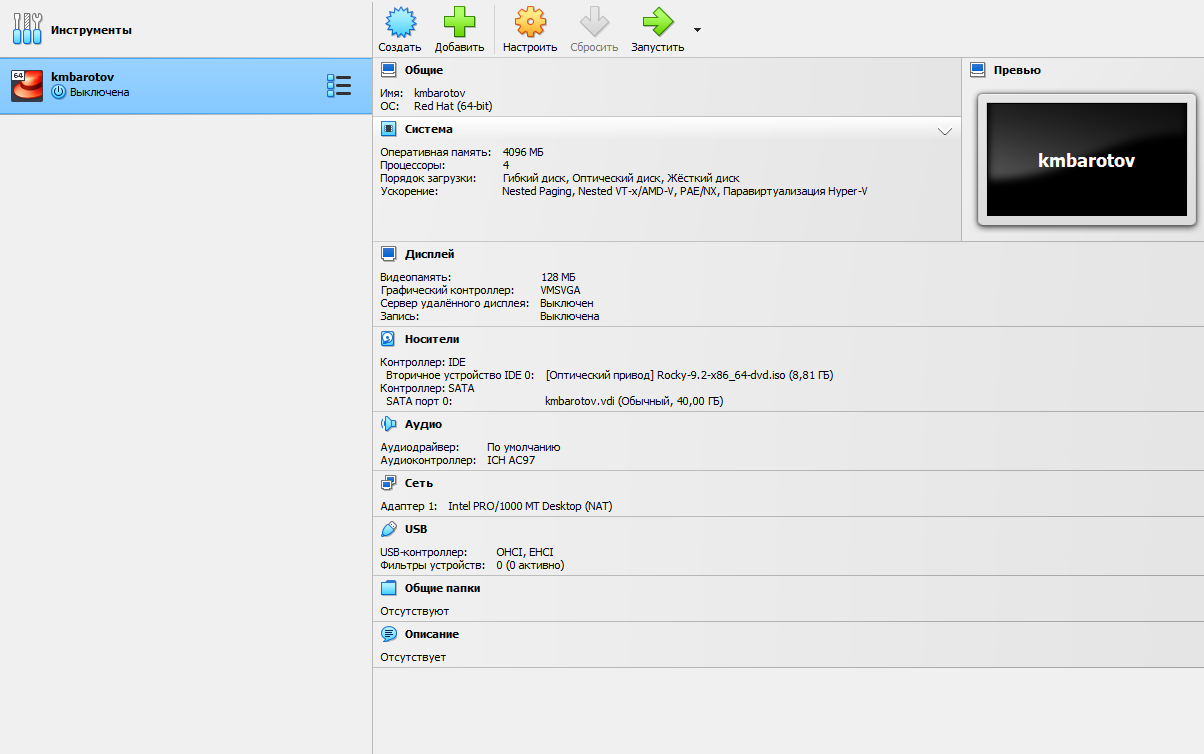 Инструменты
64
kmbarotov
Выключена
Создать Добавить Настроить Сбросить Запустить
Общие
Имя: kmbarotov
ОС: Red Hat (64-bit)
Превью
kmbarotov
Система
Оперативная память: 4096 МБ
Процессоры: 4
Порядок загрузки: Гибкий диск, Оптический диск, Жёсткий диск
Ускорение: Nested Paging, Nested VT-x/AMD-V, PAE/NX, Паравиртуализация Hyper-V
Дисплей
Видеопамять: 128 МБ
Графический контроллер: VMSVGA
Сервер удалённого дисплея: Выключен
Запись: Выключена
Носители
Контроллер: IDE
Вторичное устройство IDE 0: [Оптический привод] Rocky-9.2-x86_64-dvd.iso (8,81 ГБ)
Контроллер: SATA
SATA порт 0: kmbarotov.vdi (Обычный, 40,00 ГБ)
Аудио
Аудиодрайвер: По умолчанию
Аудиоконтроллер: ICH AC97
Сеть
Адаптер 1: Intel PRO/1000 MT Desktop (NAT)
USB
USB-контроллер: OHCI, EHCI
Фильтры устройств: 0 (0 активно)
Общие папки
Отсутствуют
Описание
Отсутствует